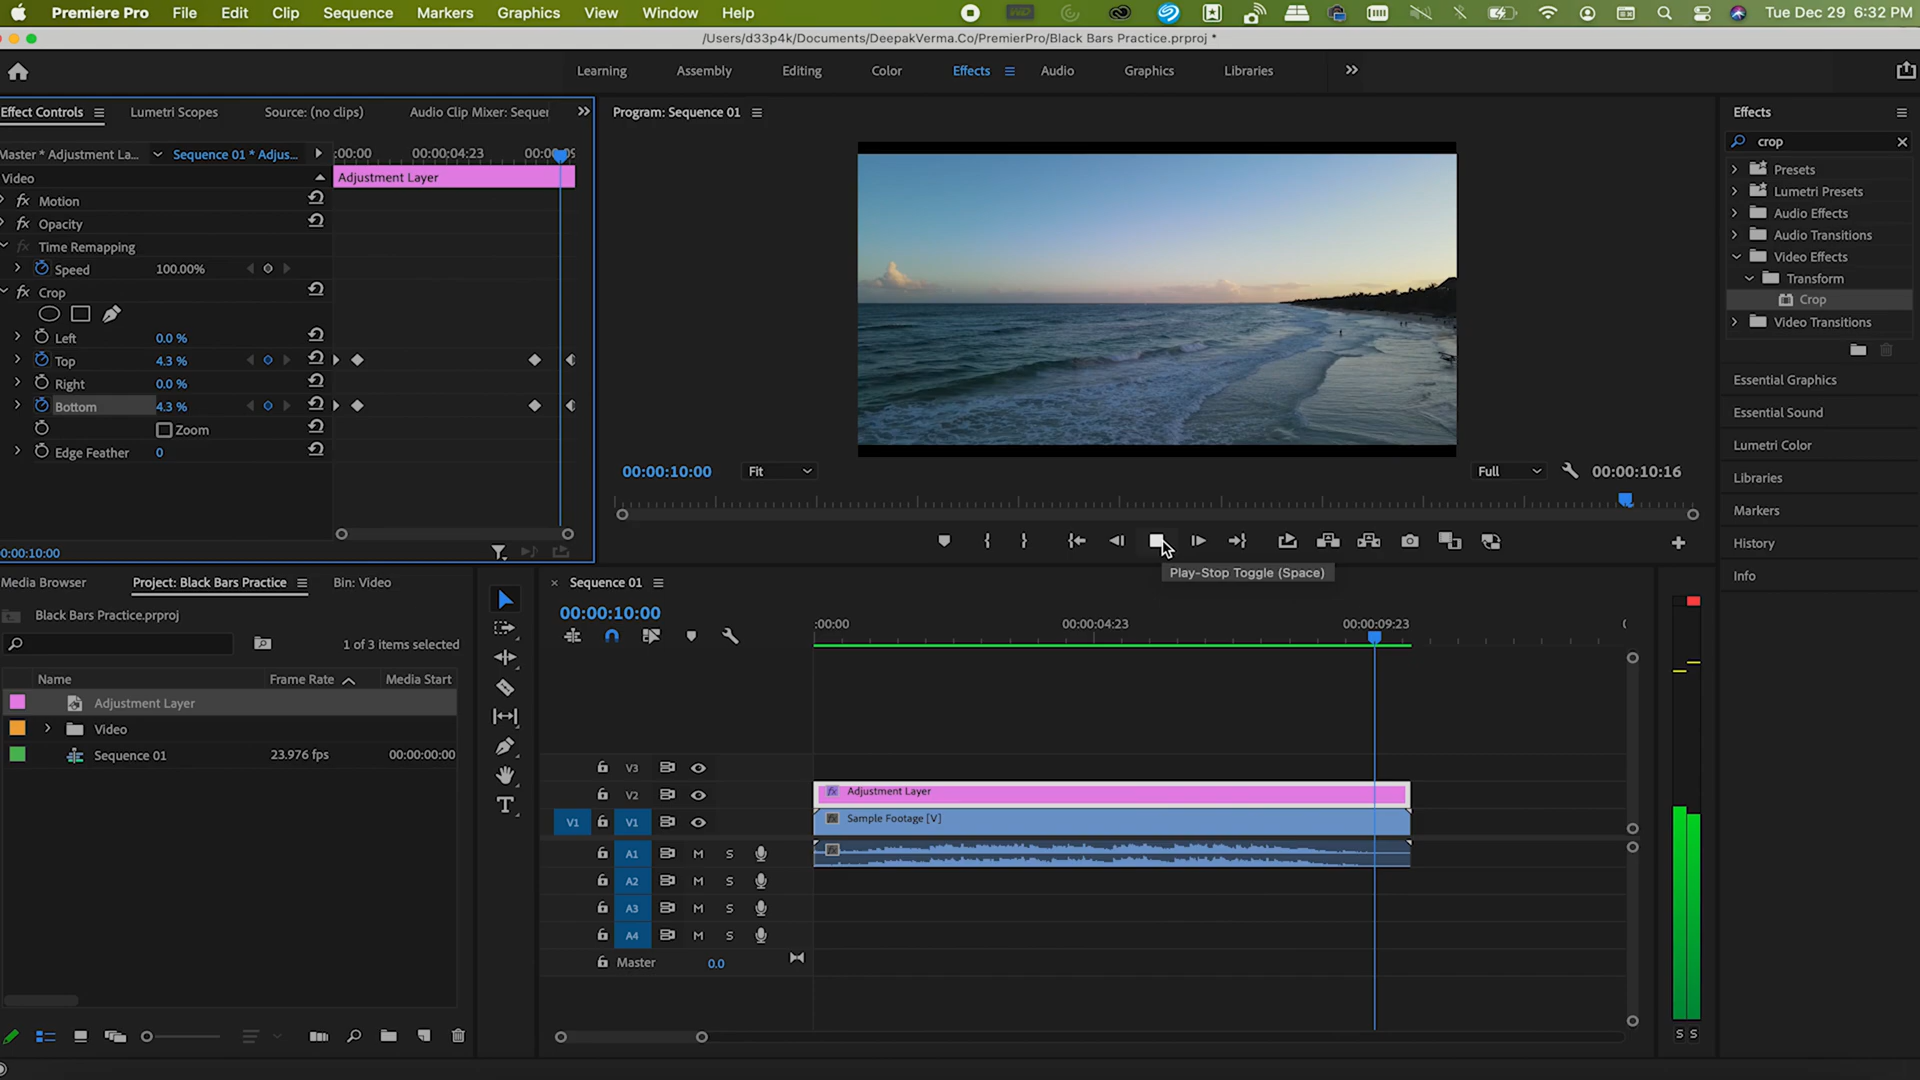 Premiere Pro File Edit Clip Sequence Markers Graphics View Window Help Tue Dec 29 6:32 PM
/Users/d33p4k/Documents/DeepakVerma.Co/PremierPro/Black Bars Practice.prproj *
Learning Assembly Editing Color Effects Audio Graphics Libraries
Effect Controls Lumetri Scopes Source: (no clips) Audio Clip Mixer: Sequer
Program: Sequence 01
Effects
crop
Master * Adjustment La... Sequence 01 * Adjus... :00:00 00:00:04:23
Video
Adjustment Layer
fx Motion
fx Opacity
fx Time Remapping
Speed 100.00%
fx Crop
Left 0.0 %
Top 4.3 %
Right 0.0 %
Bottom 4.3 %
Zoom
Edge Feather 0
0:00:10:00
Presets
Lumetri Presets
Audio Effects
Audio Transitions
Video Effects
Transform
Crop
Video Transitions
Essential Graphics
Essential Sound
Lumetri Color
Libraries
Markers
History
Info
00:00:10:00 Fit Full 00:00:10:16
Play-Stop Toggle (Space)
Media Browser Project: Black Bars Practice Bin: Video
Black Bars Practice.prproj
1 of 3 items selected
Name Frame Rate Media Start
Adjustment Layer
Video
Sequence 01 23.976 fps 00:00:00:00
× Sequence 01
00:00:10:00
:00:00 00:00:04:23 00:00:09:23
V3
V2 fx Adjustment Layer
V1 V1 fx Sample Footage [V]
A1 M S
A2 M S
A3 M S
A4 M S
Master 0.0
S S